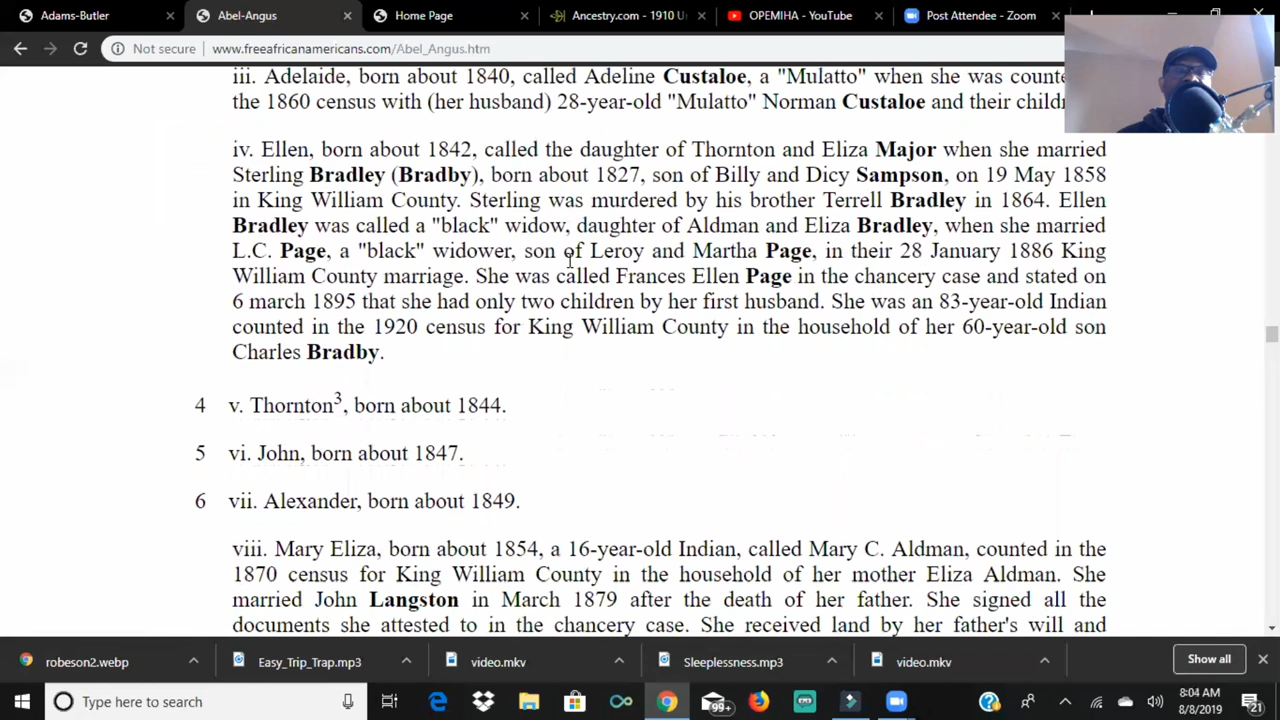 Adams-Butler
Abel-Angus
Home Page
Ancestry.com - 1910 U
OPEMIHA - YouTube
Post Attendee - Zoom
Not secure
www.freeafricanamericans.com/Abel_Angus.htm
iii. Adelaide, born about 1840, called Adeline Custaloe, a "Mulatto" when she was
the 1860 census with (her husband) 28-year-old "Mulatto" Norman Custaloe and their
iv. Ellen, born about 1842, called the daughter of Thornton and Eliza Major when she married
Sterling Bradley (Bradby), born about 1827, son of Billy and Dicy Sampson, on 19 May 1858
in King William County. Sterling was murdered by his brother Terrell Bradley in 1864. Ellen
Bradley was called a "black" widow, daughter of Aldman and Eliza Bradley, when she married
L.C. Page, a "black" widower, son of Leroy and Martha Page, in their 28 January 1886 King
William County marriage. She was called Frances Ellen Page in the chancery case and stated on
6 march 1895 that she had only two children by her first husband. She was an 83-year-old Indian
counted in the 1920 census for King William County in the household of her 60-year-old son
Charles Bradby.
4 v. Thornton3, born about 1844.
5 vi. John, born about 1847.
6 vii. Alexander, born about 1849.
viii. Mary Eliza, born about 1854, a 16-year-old Indian, called Mary C. Aldman, counted in the
1870 census for King William County in the household of her mother Eliza Aldman. She
married John Langston in March 1879 after the death of her father. She signed all the
documents she attested to in the chancery case. She received land by her father's will and
robeson2.webp
Easy_Trip_Trap.mp3
video.mkv
Sleeplessness.mp3
video.mkv
Show all
Type here to search
99+
8:04 AM
8/8/2019
21